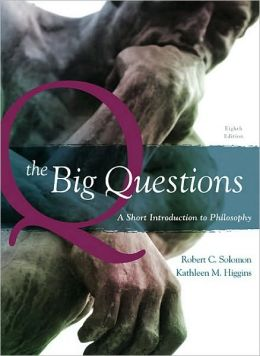 Eighth
Edition
Q
the Big Questions
A Short Introduction to Philosophy
Robert C. Solomon
Kathleen M. Higgins